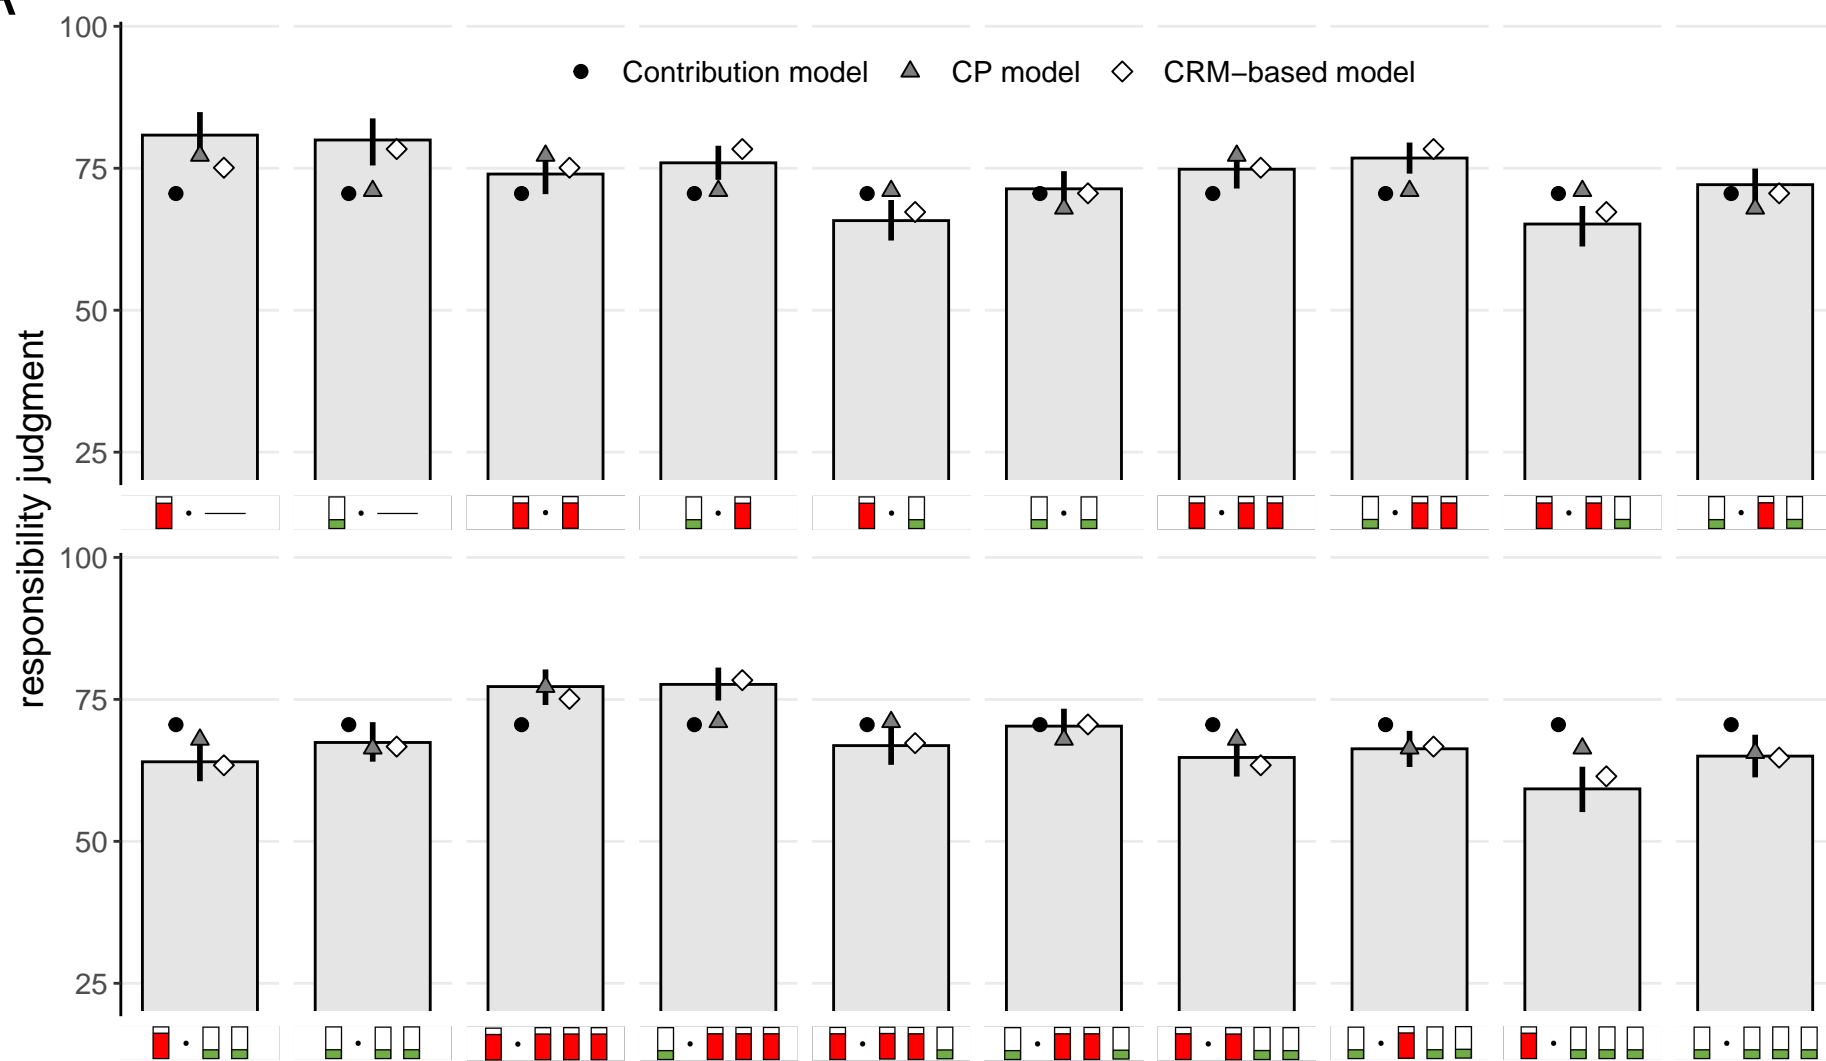 A
100
Contribution model CP model CRM−based model
75
50
25
responsibility judgment
100
75
50
25